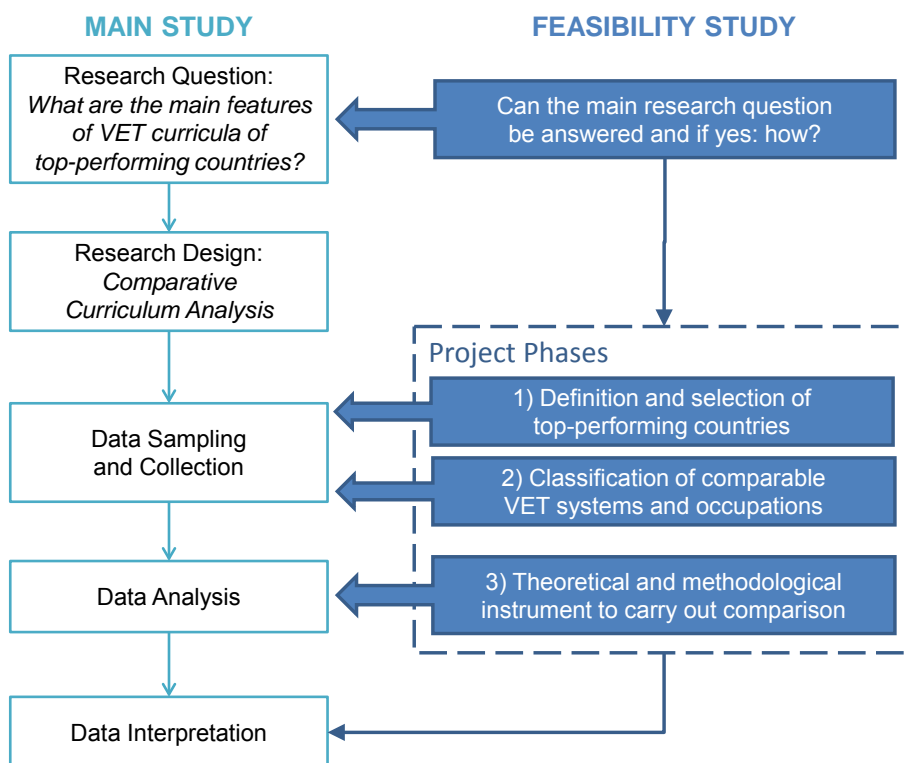 MAIN STUDY
Research Question:
What are the main features
of VET curricula of
top-performing countries?
Research Design:
Comparative
Curriculum Analysis
Data Sampling
and Collection
Data Analysis
Data Interpretation
FEASIBILITY STUDY
Can the main research question
be answered and if yes: how?
Project Phases
1) Definition and selection of
top-performing countries
2) Classification of comparable
VET systems and occupations
3) Theoretical and methodological
instrument to carry out comparison